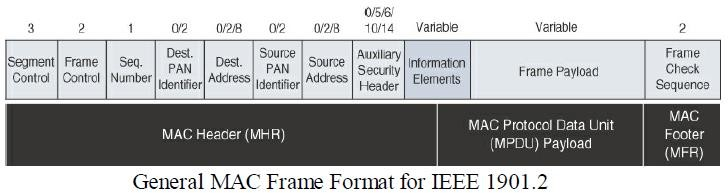 3 2 1 0/2 0/2/8 0/2 0/2/8 0/5/6/10/14 Variable Variable 2
Segment Control
Frame Control
Seq. Number
Dest. PAN Identifier
Dest. Address
Source PAN Identifier
Source Address
Auxiliary Security Header
Information Elements
Frame Payload
Frame Check Sequence
MAC Header (MHR)
MAC Protocol Data Unit
(MPDU) Payload
MAC
Footer
(MFR)
General MAC Frame Format for IEEE 1901.2